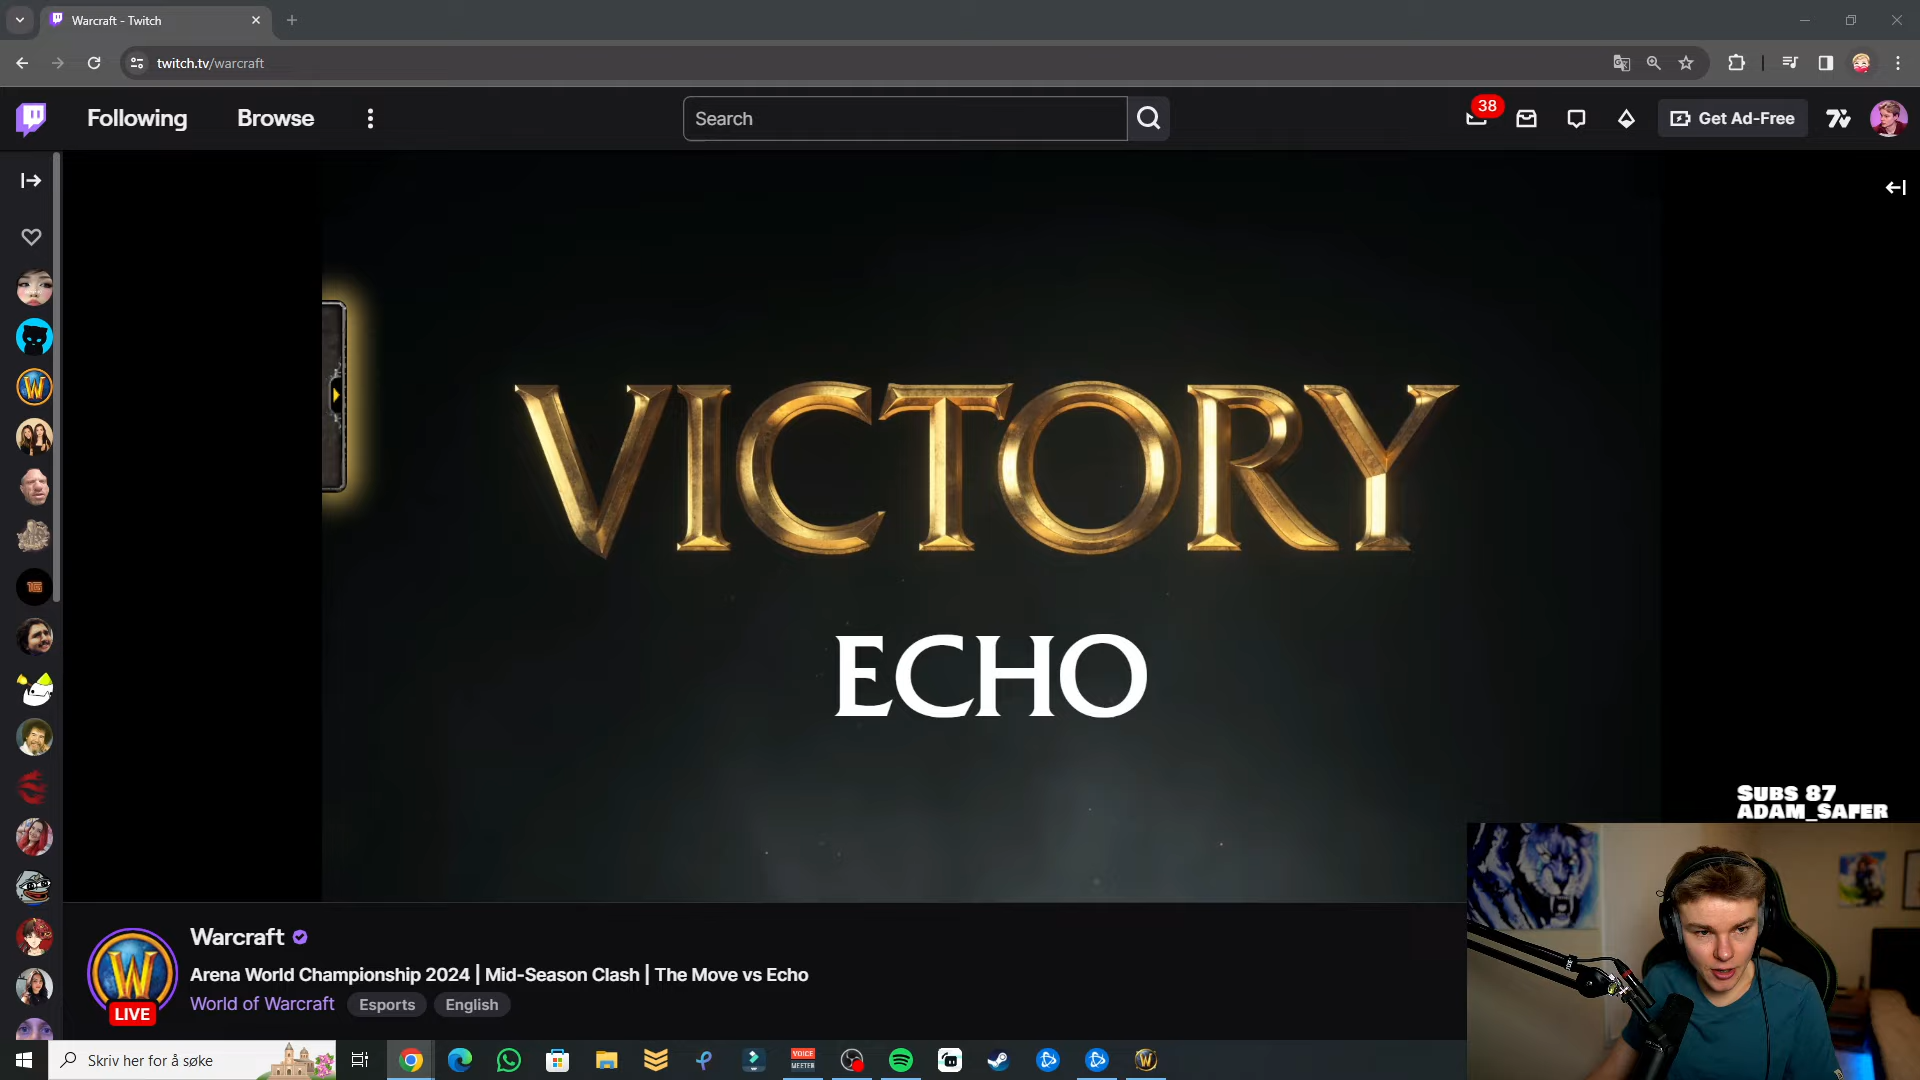 Warcraft - Twitch
twitch.tv/warcraft
Following
Browse
Search
38
Get Ad-Free
VICTORY
ECHO
SUBS 87
ADAM_SAFER
Warcraft
Arena World Championship 2024 | Mid-Season Clash | The Move vs Echo
LIVE
World of Warcraft
Esports
English
Skriv her for å søke
VOICE
MEETER